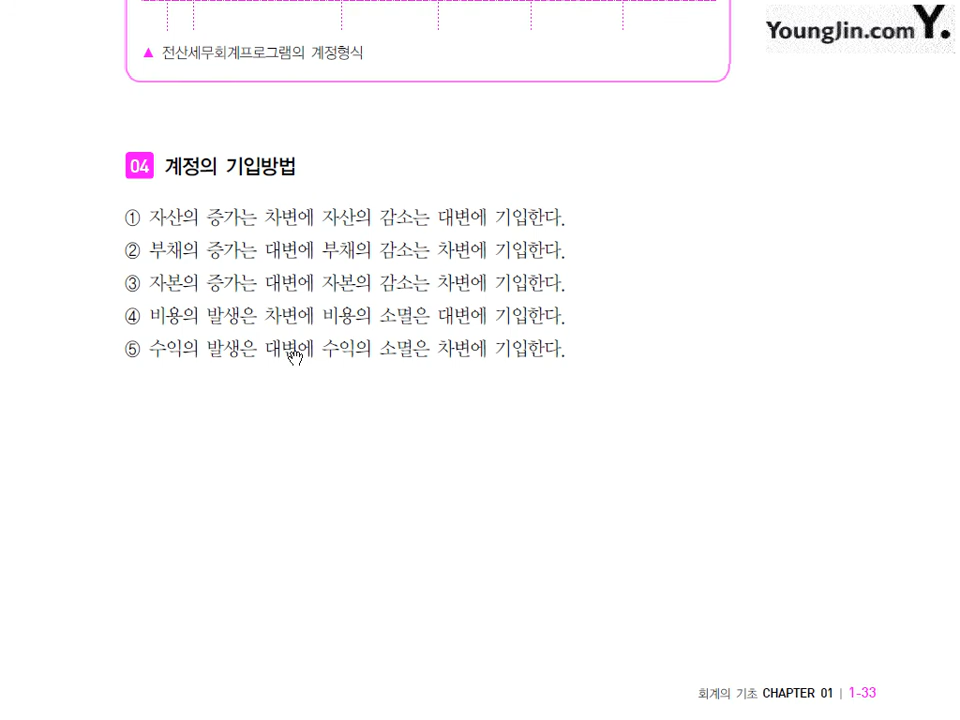 YoungJin.com Y.
▲ 전산세무회계프로그램의 계정형식
04 계정의 기입방법
① 자산의 증가는 차변에 자산의 감소는 대변에 기입한다.
② 부채의 증가는 대변에 부채의 감소는 차변에 기입한다.
③ 자본의 증가는 대변에 자본의 감소는 차변에 기입한다.
④ 비용의 발생은 차변에 비용의 소멸은 대변에 기입한다.
⑤ 수익의 발생은 대변에 수익의 소멸은 차변에 기입한다.
회계의 기초 CHAPTER 01 | 1-33